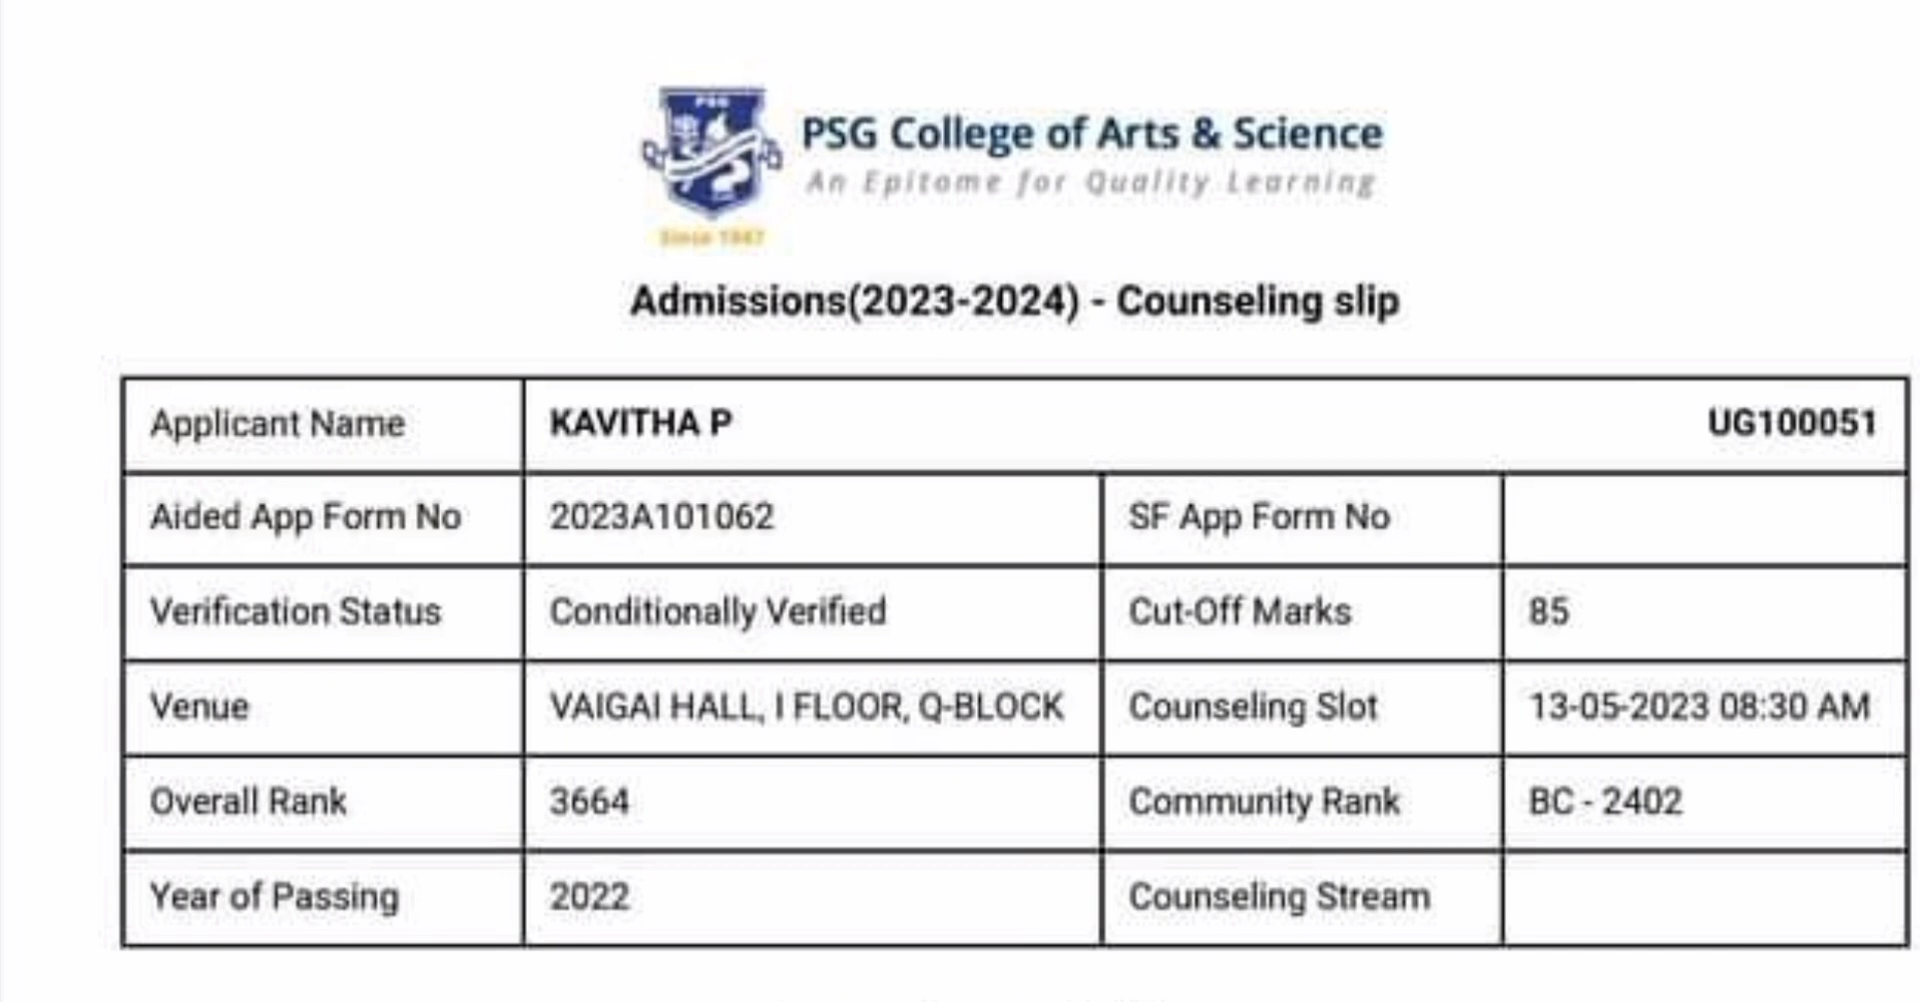 PSG
PSG College of Arts & Science
An Epitome for Quality Learning
Since 1947
Admissions(2023-2024) - Counseling slip
Applicant Name KAVITHA P UG100051
Aided App Form No 2023A101062 SF App Form No
Verification Status Conditionally Verified Cut-Off Marks 85
Venue VAIGAI HALL, I FLOOR, Q-BLOCK Counseling Slot 13-05-2023 08:30 AM
Overall Rank 3664 Community Rank BC - 2402
Year of Passing 2022 Counseling Stream